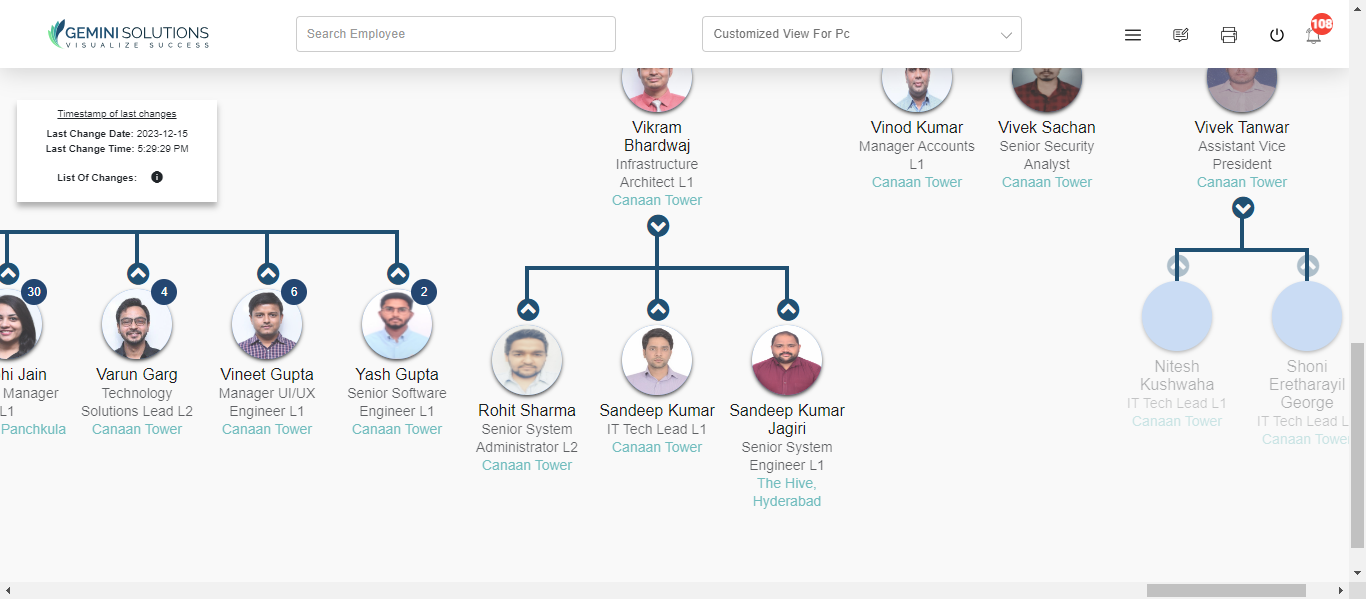 GEMINI SOLUTIONS
VISUALIZE SUCCESS
Search Employee
Customized View For Pc
108
Timestamp of last changes
Last Change Date: 2023-12-15
Last Change Time: 5:29:29 PM
List Of Changes:
Vikram
Bhardwaj
Infrastructure
Architect L1
Canaan Tower
Vinod Kumar
Manager Accounts
L1
Canaan Tower
Vivek Sachan
Senior Security
Analyst
Canaan Tower
Vivek Tanwar
Assistant Vice
President
Canaan Tower
30
hi Jain
Manager
L1
Panchkula
4
Varun Garg
Technology
Solutions Lead L2
Canaan Tower
6
Vineet Gupta
Manager UI/UX
Engineer L1
Canaan Tower
2
Yash Gupta
Senior Software
Engineer L1
Canaan Tower
Rohit Sharma
Senior System
Administrator L2
Canaan Tower
Sandeep Kumar
IT Tech Lead L1
Canaan Tower
Sandeep Kumar
Jagiri
Senior System
Engineer L1
The Hive,
Hyderabad
Nitesh
Kushwaha
IT Tech Lead L1
Canaan Tower
Shoni
Eretharayil
George
IT Tech Lead L
Canaan Tower